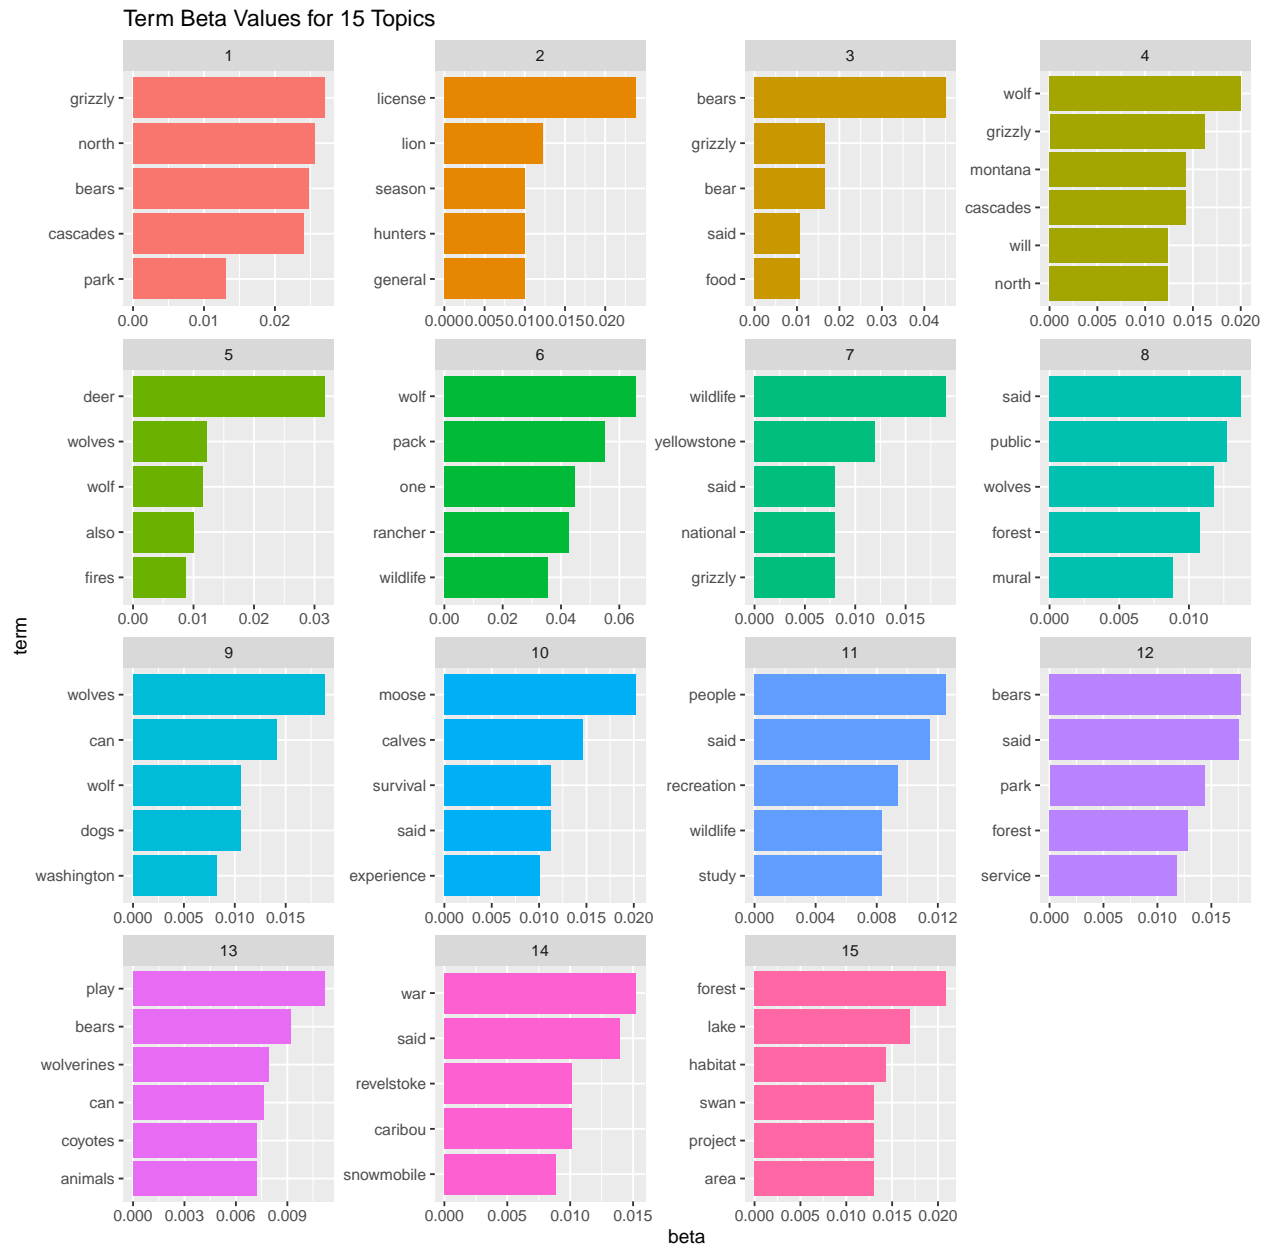 Term Beta Values for 15 Topics
1
grizzly
north
bears
cascades
park
0.00 0.01 0.02
2
license
lion
season
hunters
general
0.000 0.005 0.010 0.015 0.020
3
bears
grizzly
bear
said
food
0.00 0.01 0.02 0.03 0.04
4
wolf
grizzly
montana
cascades
will
north
0.000 0.005 0.010 0.015 0.020
5
deer
wolves
wolf
also
fires
0.00 0.01 0.02 0.03
6
wolf
pack
one
rancher
wildlife
0.00 0.02 0.04 0.06
7
wildlife
yellowstone
said
national
grizzly
0.000 0.005 0.010 0.015
8
said
public
wolves
forest
mural
0.000 0.005 0.010
term
9
wolves
can
wolf
dogs
washington
0.000 0.005 0.010 0.015
10
moose
calves
survival
said
experience
0.000 0.005 0.010 0.015 0.020
11
people
said
recreation
wildlife
study
0.000 0.004 0.008 0.012
12
bears
said
park
forest
service
0.000 0.005 0.010 0.015
13
play
bears
wolverines
can
coyotes
animals
0.000 0.003 0.006 0.009
14
war
said
revelstoke
caribou
snowmobile
0.000 0.005 0.010 0.015
15
forest
lake
habitat
swan
project
area
0.000 0.005 0.010 0.015 0.020
beta